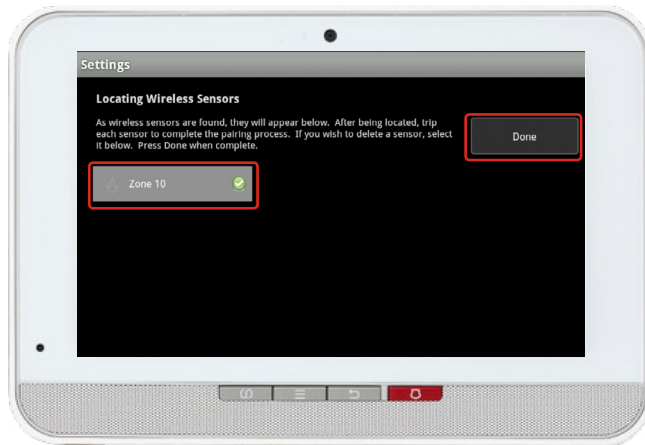 Settings
Locating Wireless Sensors
As wireless sensors are found, they will appear below. After being located, trip
each sensor to complete the pairing process. If you wish to delete a sensor, select
it below. Press Done when complete.
Done
Zone 10